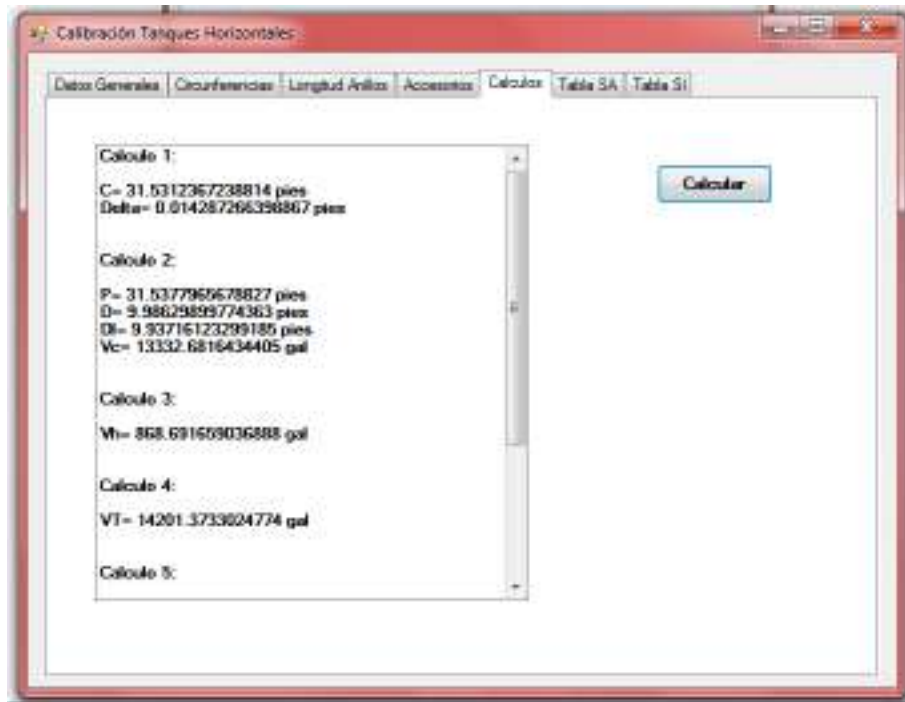 Calibración Tanques Horizontales
Datos Generales Circunferencias Longitud Anillos Accesorios Calculos Tabla SA Tabla SI
Calculo 1:
C= 31.5312367238814 pies
Delta= 0.014287266398867 pies
Calcular
Calculo 2:
P= 31.5377965678827 pies
D= 9.98629899774363 pies
DI= 9.93716123299185 pies
Vc= 13332.6816434405 gal
Calculo 3:
Vh= 868.691659036888 gal
Calculo 4:
VT= 14201.3733024774 gal
Calculo 5: